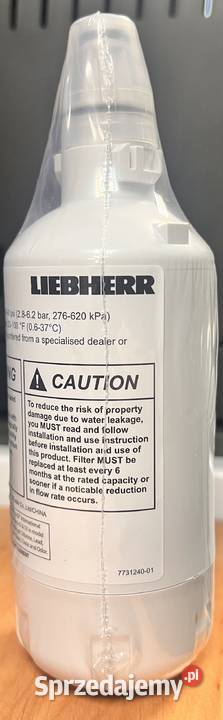 LIEBHERR
psi (2.8-6.2 bar, 276-620 kPa)
°F (0.6-37°C)
from a specialised dealer or
NG
CAUTION
To reduce the risk of property
damage due to water leakage,
you MUST read and follow
installation and use instruction
before installation and use of
this product. Filter MUST be
replaced at least every 6
months at the rated capacity or
sooner if a noticable reduction
in flow rate occurs.
7731240-01
Sprzedajemy.pl